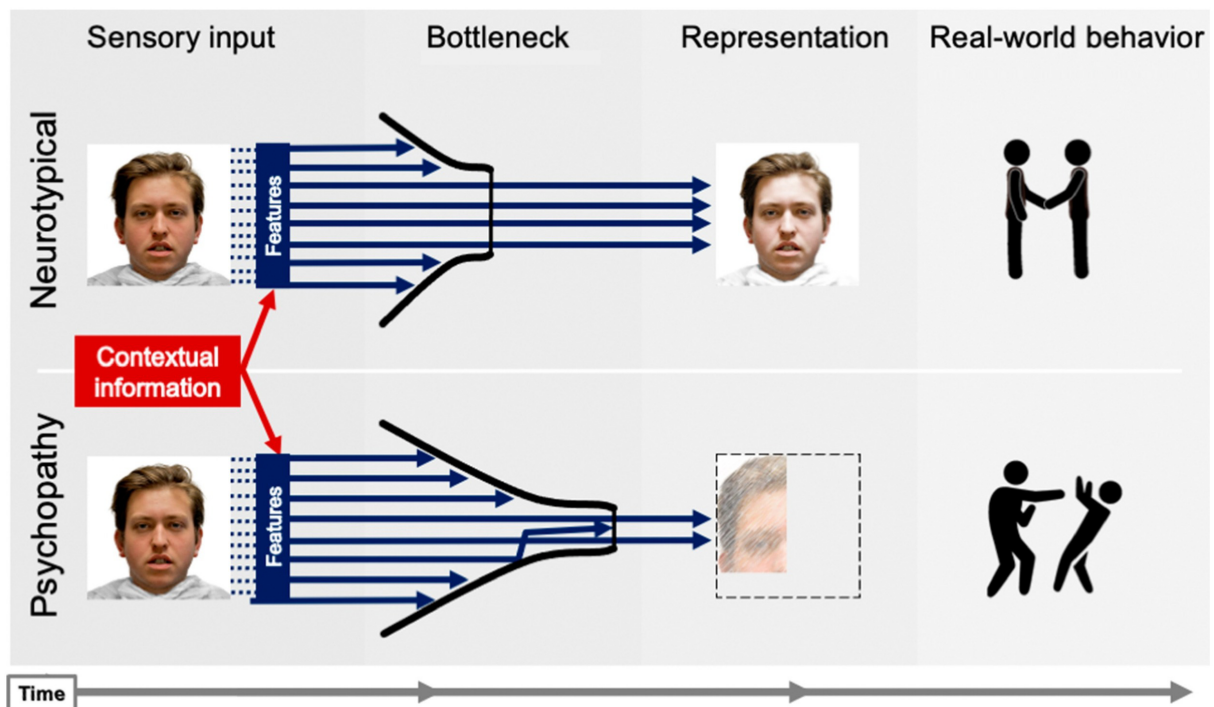 Sensory input
Bottleneck
Representation
Real-world behavior
Neurotypical
Features
Contextual
information
Psychopathy
Features
Time